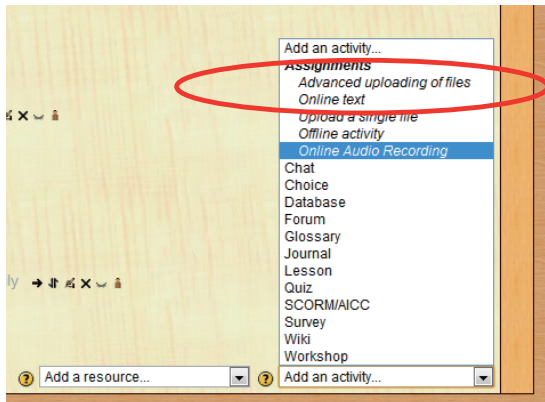 Add an activity...
Assignments
Advanced uploading of files
Online text
Upload a single file
Offline activity
Online Audio Recording
Chat
Choice
Database
Forum
Glossary
Journal
Lesson
ly
Quiz
SCORM/AICC
Survey
Wiki
Workshop
? Add a resource... ? Add an activity...